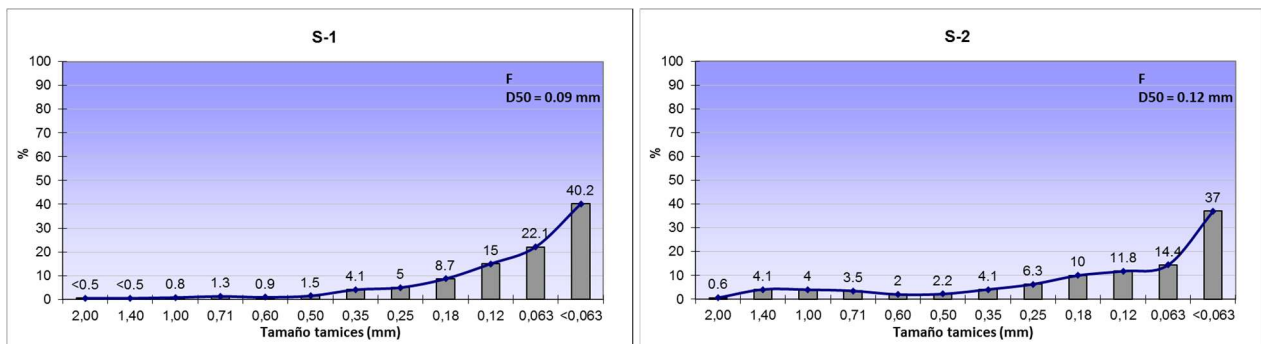 S-1
F
D50 = 0.09 mm
%
100
90
80
70
60
50
40
30
20
10
0
<0.5 <0.5 0.8 1.3 0.9 1.5 4.1 5 8.7 15 22.1 40.2
2,00 1,40 1,00 0,71 0,60 0,50 0,35 0,25 0,18 0,12 0,063 <0,063
Tamaño tamices (mm)
S-2
F
D50 = 0.12 mm
%
100
90
80
70
60
50
40
30
20
10
0
0.6 4.1 4 3.5 2 2.2 4.1 6.3 10 11.8 14.4 37
2,00 1,40 1,00 0,71 0,60 0,50 0,35 0,25 0,18 0,12 0,063 <0,063
Tamaño tamices (mm)